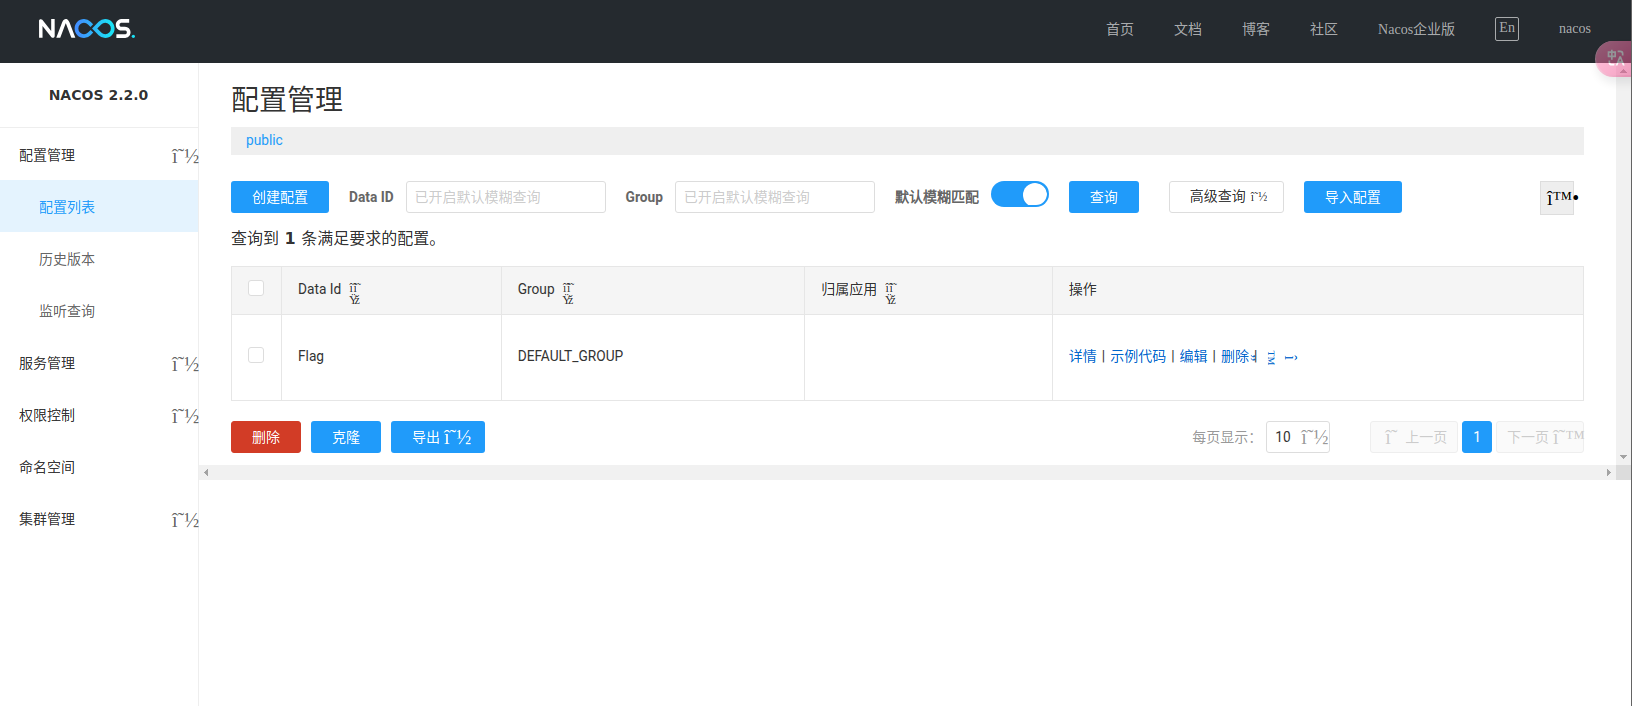 NACOS.
首页 文档 博客 社区 Nacos企业版 En nacos
中 A
NACOS 2.2.0
配置管理 î˜½
配置列表
历史版本
监听查询
服务管理 î˜½
权限控制 î˜½
命名空间
集群管理 î˜½
配置管理
public
创建配置 Data ID 已开启默认模糊查询 Group 已开启默认模糊查询 默认模糊匹配 查询 高级查询 î˜½ 导入配置 î™•
查询到 1 条满足要求的配置。
Data Id Group 归属应用 操作
Flag DEFAULT_GROUP 详情 | 示例代码 | 编辑 | 删除
删除 克隆 导出 î˜½ 每页显示: 10 î˜½ î˜ 上一页 1 下一页 î˜™